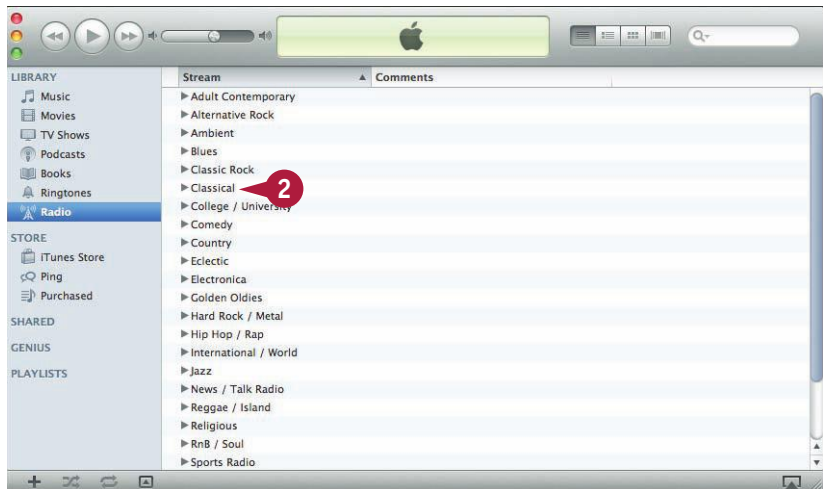 LIBRARY
Music
Movies
TV Shows
Podcasts
Books
Ringtones
Radio
STORE
iTunes Store
Ping
Purchased
SHARED
GENIUS
PLAYLISTS
Stream Comments
Adult Contemporary
Alternative Rock
Ambient
Blues
Classic Rock
Classical
2
College / University
Comedy
Country
Eclectic
Electronica
Golden Oldies
Hard Rock / Metal
Hip Hop / Rap
International / World
Jazz
News / Talk Radio
Reggae / Island
Religious
RnB / Soul
Sports Radio